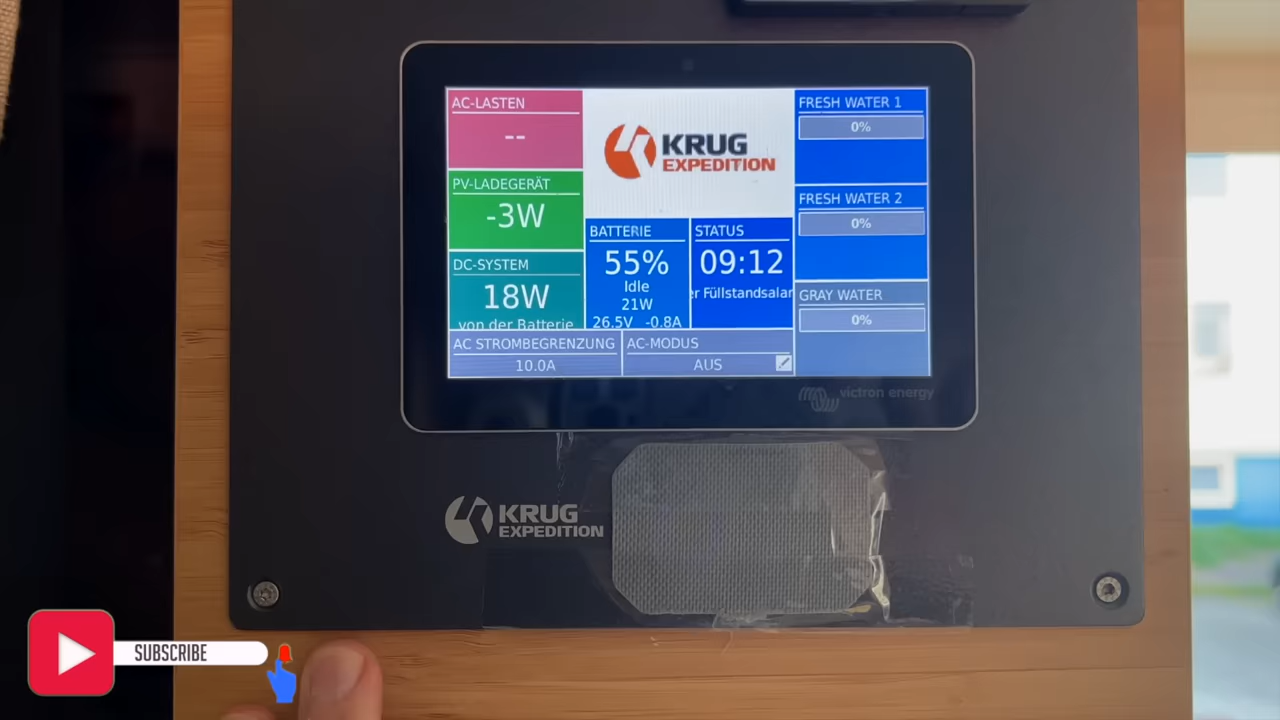 AC-LASTEN
--
PV-LADEGERÄT
-3W
DC-SYSTEM
18W
von der Batterie
KRUG
EXPEDITION
BATTERIE
55%
Idle
21W
26.5V -0.8A
STATUS
09:12
er Füllstandsalar
AC STROMBEGRENZUNG
10.0A
AC-MODUS
AUS
FRESH WATER 1
0%
FRESH WATER 2
0%
GRAY WATER
0%
victron energy
KRUG
EXPEDITION
SUBSCRIBE